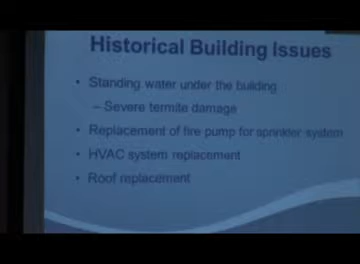 Historical Building Issues
• Standing water under the building
– Severe termite damage
• Replacement of fire pump for sprinkler system
• HVAC system replacement
• Roof replacement